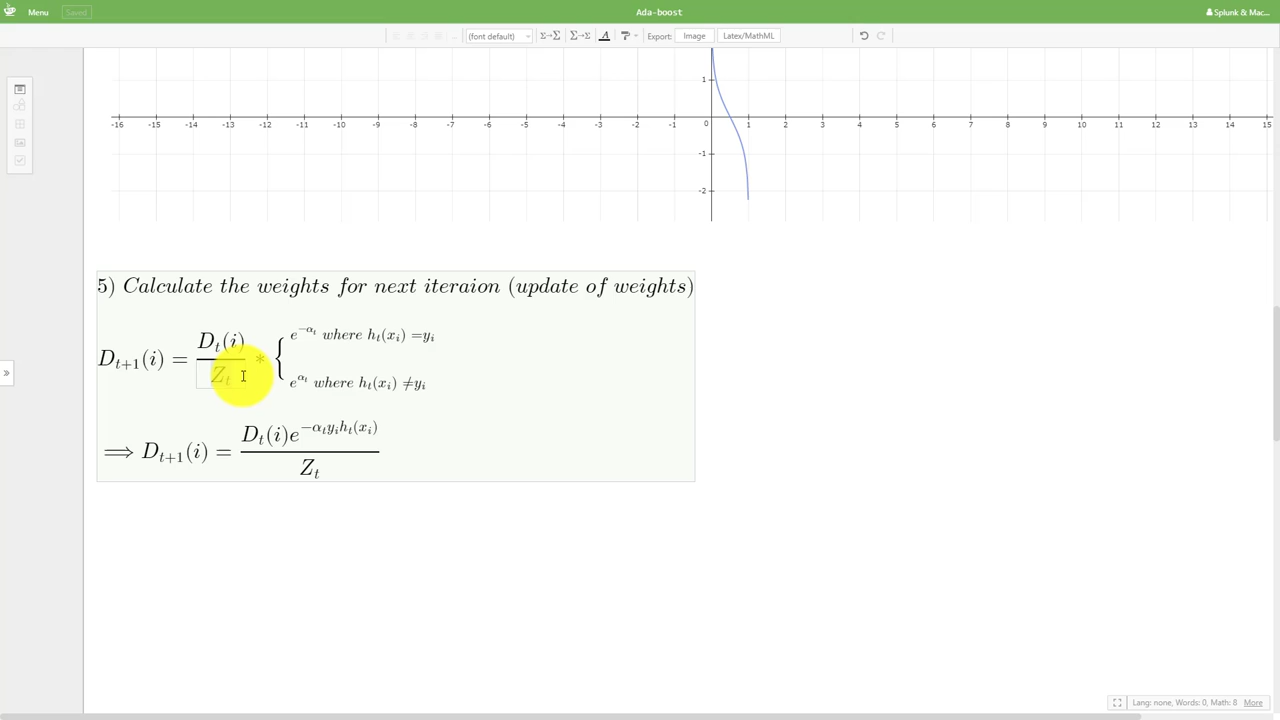 Menu Saved Ada-boost Splunk & Mac...
(font default) Σ→Σ Σ→Σ A Export: Image Latex/MathML
1
-16 -15 -14 -13 -12 -11 -10 -9 -8 -7 -6 -5 -4 -3 -2 -1 0 1 2 3 4 5 6 7 8 9 10 11 12 13 14 15
-1
-2
5) Calculate the weights for next iteraion (update of weights)
D_{t+1}(i) = \frac{D_t(i)}{Z_t} * { e^{-α_t} where h_t(x_i) =y_i
e^{α_t} where h_t(x_i) ≠y_i
⟹ D_{t+1}(i) = \frac{D_t(i)e^{-α_t y_i h_t(x_i)}}{Z_t}
Lang: none, Words: 0, Math: 8 More